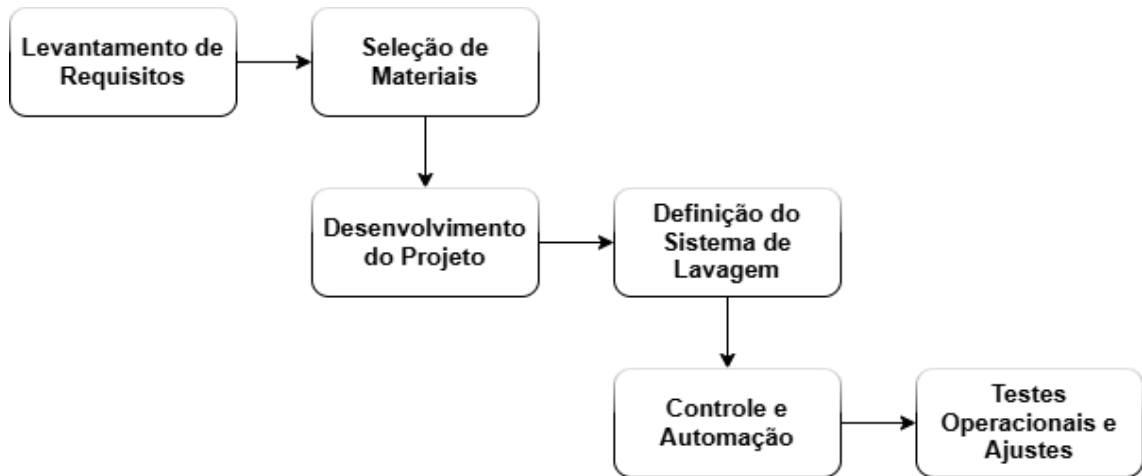 Levantamento de
Requisitos
Seleção de
Materiais
Desenvolvimento
do Projeto
Definição do
Sistema de
Lavagem
Controle e
Automação
Testes
Operacionais e
Ajustes